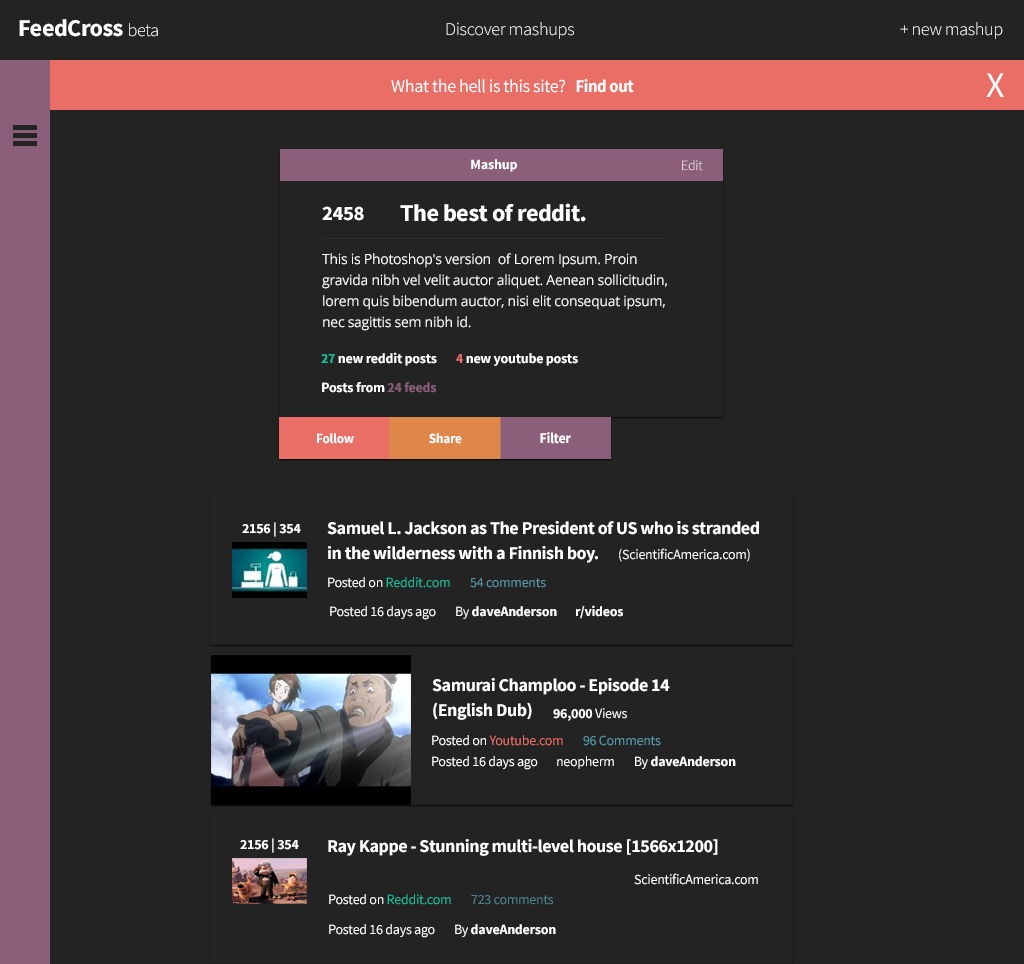 FeedCross beta
Discover mashups
+ new mashup
What the hell is this site? Find out
X
Mashup
Edit
2458
The best of reddit.
This is Photoshop's version of Lorem Ipsum. Proin
gravida nibh vel velit auctor aliquet. Aenean sollicitudin,
lorem quis bibendum auctor, nisi elit consequat ipsum,
nec sagittis sem nibh id.
27 new reddit posts 4 new youtube posts
Posts from 24 feeds
Follow
Share
Filter
2156 | 354
Samuel L. Jackson as The President of US who is stranded
in the wilderness with a Finnish boy. (ScientificAmerica.com)
Posted on Reddit.com 54 comments
Posted 16 days ago By daveAnderson r/videos
Samurai Champloo - Episode 14
(English Dub) 96,000 Views
Posted on Youtube.com 96 Comments
Posted 16 days ago neopherm By daveAnderson
2156 | 354
Ray Kappe - Stunning multi-level house [1566x1200]
ScientificAmerica.com
Posted on Reddit.com 723 comments
Posted 16 days ago By daveAnderson